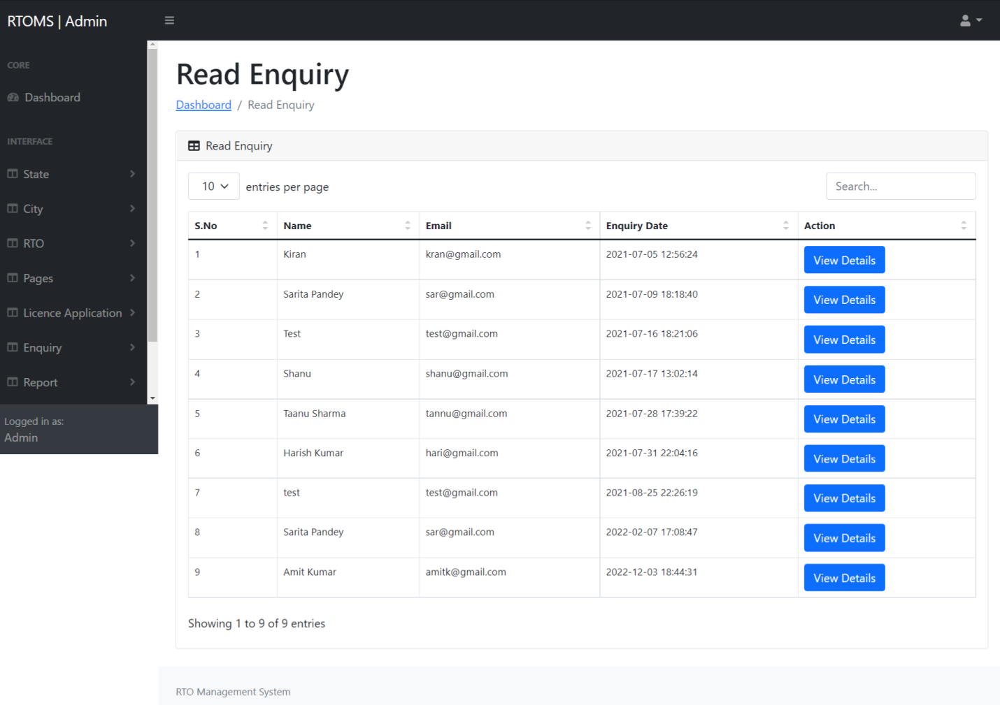 RTOMS | Admin
CORE
Dashboard
INTERFACE
State
City
RTO
Pages
Licence Application
Enquiry
Report
Logged in as:
Admin
Read Enquiry
Dashboard / Read Enquiry
Read Enquiry
10 entries per page Search...
S.No Name Email Enquiry Date Action
1 Kiran kran@gmail.com 2021-07-05 12:56:24 View Details
2 Sarita Pandey sar@gmail.com 2021-07-09 18:18:40 View Details
3 Test test@gmail.com 2021-07-16 18:21:06 View Details
4 Shanu shanu@gmail.com 2021-07-17 13:02:14 View Details
5 Taanu Sharma tannu@gmail.com 2021-07-28 17:39:22 View Details
6 Harish Kumar hari@gmail.com 2021-07-31 22:04:16 View Details
7 test test@gmail.com 2021-08-25 22:26:19 View Details
8 Sarita Pandey sar@gmail.com 2022-02-07 17:08:47 View Details
9 Amit Kumar amitk@gmail.com 2022-12-03 18:44:31 View Details
Showing 1 to 9 of 9 entries
RTO Management System